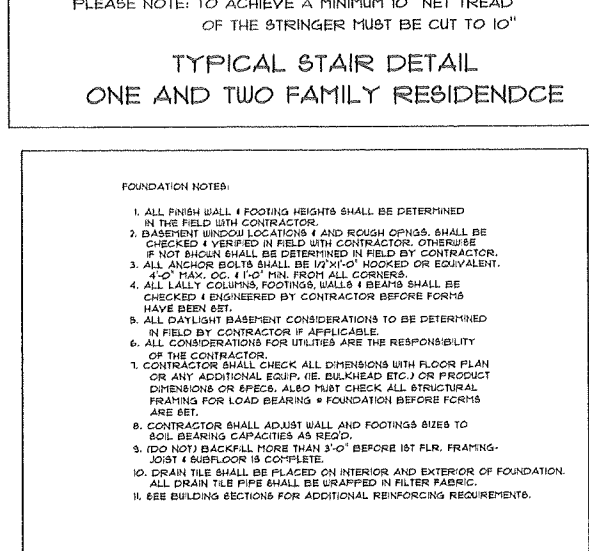 PLEASE NOTE: TO ACHIEVE A MINIMUM 10" NET TREAD
OF THE STRINGER MUST BE CUT TO 10"
TYPICAL STAIR DETAIL
ONE AND TWO FAMILY RESIDENDCE
FOUNDATION NOTES:
1. ALL FINISH WALL & FOOTING HEIGHTS SHALL BE DETERMINED
IN THE FIELD WITH CONTRACTOR.
2. BASEMENT WINDOW LOCATIONS & AND ROUGH OPNGS. SHALL BE
CHECKED & VERIFIED IN FIELD WITH CONTRACTOR. OTHERWISE
IF NOT SHOWN SHALL BE DETERMINED IN FIELD BY CONTRACTOR.
3. ALL ANCHOR BOLTS SHALL BE 1/2"X1'-0" HOOKED OR EQUIVALENT.
4'-0" MAX. OC. & 1'-0" MIN. FROM ALL CORNERS.
4. ALL LALLY COLUMNS, FOOTINGS, WALLS & BEAMS SHALL BE
CHECKED & ENGINEERED BY CONTRACTOR BEFORE FORMS
HAVE BEEN SET.
5. ALL DAYLIGHT BASEMENT CONSIDERATIONS TO BE DETERMINED
IN FIELD BY CONTRACTOR IF APPLICABLE.
6. ALL CONSIDERATIONS FOR UTILITIES ARE THE RESPONSIBILITY
OF THE CONTRACTOR.
7. CONTRACTOR SHALL CHECK ALL DIMENSIONS WITH FLOOR PLAN
OR ANY ADDITIONAL EQUIP. (IE. BULKHEAD ETC.) OR PRODUCT
DIMENSIONS OR SPECS. ALSO MUST CHECK ALL STRUCTURAL
FRAMING FOR LOAD BEARING @ FOUNDATION BEFORE FORMS
ARE SET.
8. CONTRACTOR SHALL ADJUST WALL AND FOOTINGS SIZES TO
SOIL BEARING CAPACITIES AS REQ'D.
9. (DO NOT) BACKFILL MORE THAN 3'-0" BEFORE 1ST FLR. FRAMING-
JOIST & SUBFLOOR IS COMPLETE.
10. DRAIN TILE SHALL BE PLACED ON INTERIOR AND EXTERIOR OF FOUNDATION.
ALL DRAIN TILE PIPE SHALL BE WRAPPED IN FILTER FABRIC.
11. SEE BUILDING SECTIONS FOR ADDITIONAL REINFORCING REQUIREMENTS.